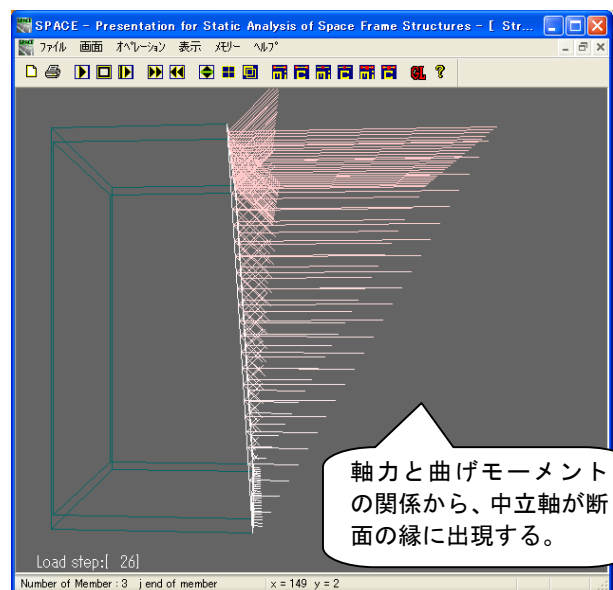 SPACE - Presentation for Static Analysis of Space Frame Structures - [ Str...
ファイル 画面 オペレーション 表示 メモリー ヘルプ
GL ?
軸力と曲げモーメント
の関係から、中立軸が断
面の縁に出現する。
Load step:[ 26]
Number of Member : 3 j end of member x = 149 y = 2